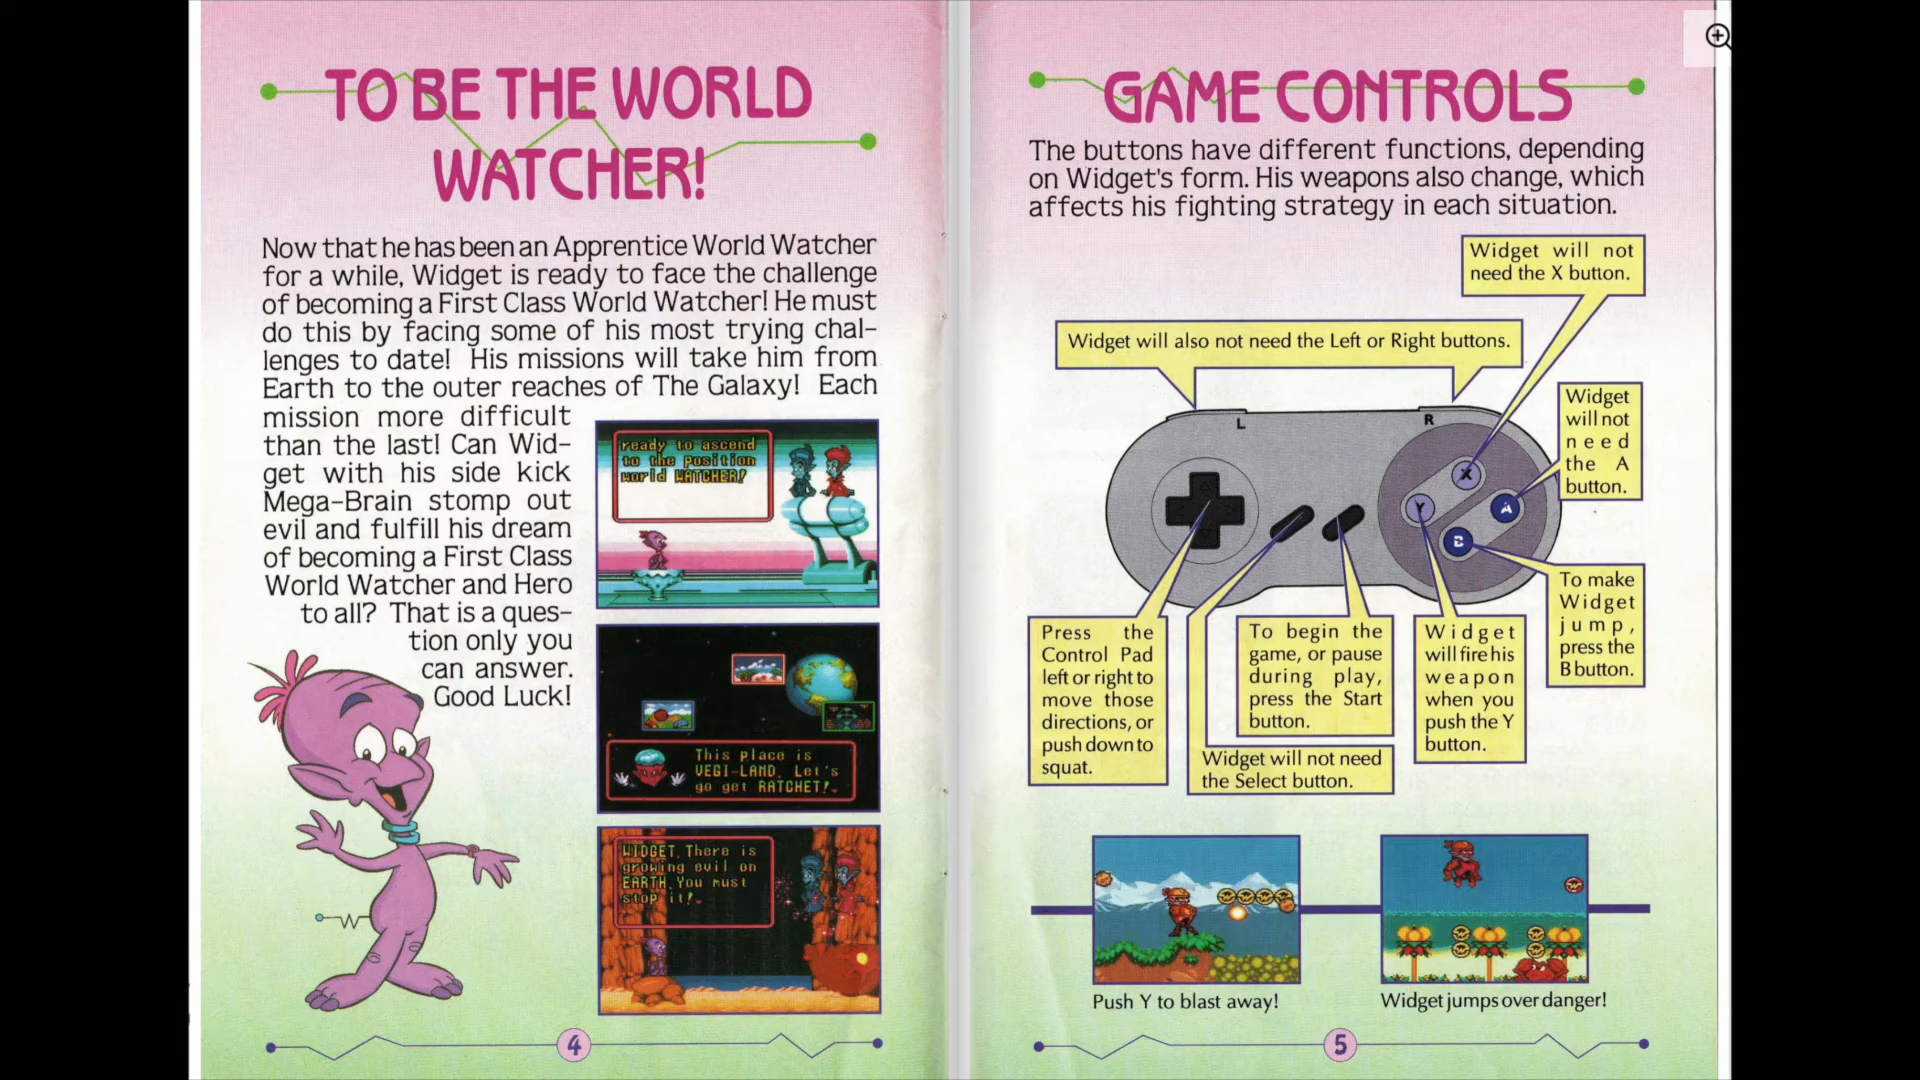 TO BE THE WORLD
WATCHER!
Now that he has been an Apprentice World Watcher
for a while, Widget is ready to face the challenge
of becoming a First Class World Watcher! He must
do this by facing some of his most trying chal-
lenges to date! His missions will take him from
Earth to the outer reaches of The Galaxy! Each
mission more difficult
than the last! Can Wid-
get with his side kick
Mega-Brain stomp out
evil and fulfill his dream
of becoming a First Class
World Watcher and Hero
to all? That is a ques-
tion only you
can answer.
Good Luck!
ready to ascend
to the position
world WATCHER!
This place is
VEGI-LAND. Let's
go get RATCHET!
WIDGET. There is
growing evil on
EARTH. You must
stop it!
4
GAME CONTROLS
The buttons have different functions, depending
on Widget's form. His weapons also change, which
affects his fighting strategy in each situation.
Widget will not
need the X button.
Widget will also not need the Left or Right buttons.
Widget
will not
need
the A
button.
L
R
X
Y
A
B
To make
Widget
jump,
press the
B button.
Press the
Control Pad
left or right to
move those
directions, or
push down to
squat.
To begin the
game, or pause
during play,
press the Start
button.
Widget
will fire his
weapon
when you
push the Y
button.
Widget will not need
the Select button.
Push Y to blast away!
Widget jumps over danger!
5